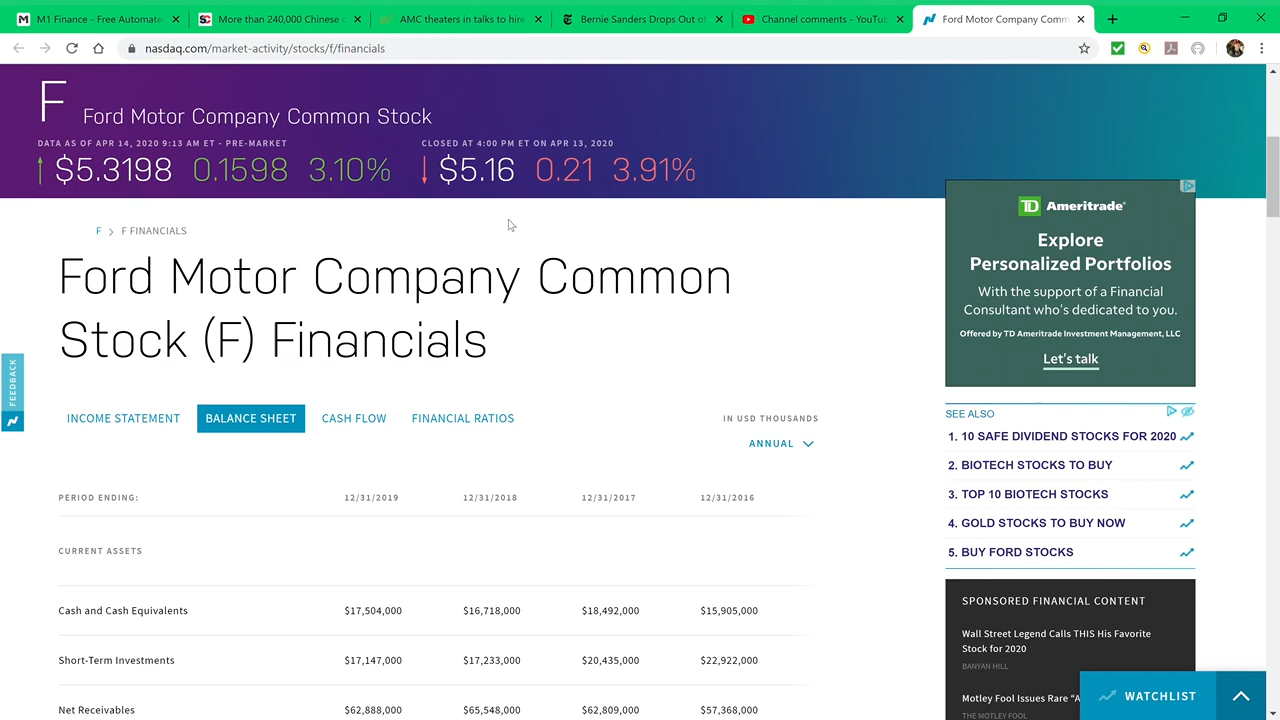 M1 Finance - Free Automate
More than 240,000 Chinese c
AMC theaters in talks to hire
Bernie Sanders Drops Out of
Channel comments - YouTub
Ford Motor Company Comm
nasdaq.com/market-activity/stocks/f/financials
F Ford Motor Company Common Stock
DATA AS OF APR 14, 2020 9:13 AM ET - PRE-MARKET
$5.3198 0.1598 3.10%
CLOSED AT 4:00 PM ET ON APR 13, 2020
$5.16 0.21 3.91%
F > F FINANCIALS
Ford Motor Company Common
Stock (F) Financials
FEEDBACK
INCOME STATEMENT BALANCE SHEET CASH FLOW FINANCIAL RATIOS
IN USD THOUSANDS
ANNUAL
PERIOD ENDING: 12/31/2019 12/31/2018 12/31/2017 12/31/2016
CURRENT ASSETS
Cash and Cash Equivalents $17,504,000 $16,718,000 $18,492,000 $15,905,000
Short-Term Investments $17,147,000 $17,233,000 $20,435,000 $22,922,000
Net Receivables $62,888,000 $65,548,000 $62,809,000 $57,368,000
TD Ameritrade
Explore
Personalized Portfolios
With the support of a Financial
Consultant who's dedicated to you.
Offered by TD Ameritrade Investment Management, LLC
Let's talk
SEE ALSO
1. 10 SAFE DIVIDEND STOCKS FOR 2020
2. BIOTECH STOCKS TO BUY
3. TOP 10 BIOTECH STOCKS
4. GOLD STOCKS TO BUY NOW
5. BUY FORD STOCKS
SPONSORED FINANCIAL CONTENT
Wall Street Legend Calls THIS His Favorite
Stock for 2020
BANYAN HILL
Motley Fool Issues Rare "A
THE MOTLEY FOOL
WATCHLIST